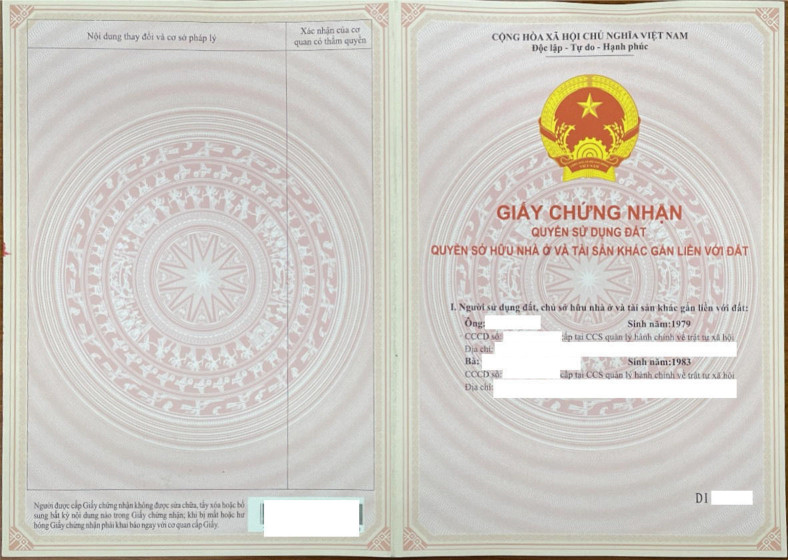 Nội dung thay đổi và cơ sở pháp lý
Xác nhận của cơ
quan có thẩm quyền
Người được cấp Giấy chứng nhận không được sửa chữa, tẩy xóa hoặc bổ
sung bất kỳ nội dung nào trong Giấy chứng nhận; khi bị mất hoặc hư
hỏng Giấy chứng nhận phải khai báo ngay với cơ quan cấp Giấy.
CỘNG HÒA XÃ HỘI CHỦ NGHĨA VIỆT NAM
Độc lập - Tự do - Hạnh phúc
GIẤY CHỨNG NHẬN
QUYỀN SỬ DỤNG ĐẤT
QUYỀN SỞ HỮU NHÀ Ở VÀ TÀI SẢN KHÁC GẮN LIỀN VỚI ĐẤT
I. Người sử dụng đất, chủ sở hữu nhà ở và tài sản khác gắn liền với đất:
Ông: Sinh năm:1979
CCCD số: cấp tại CCS quản lý hành chính về trật tự xã hội
Địa chỉ:
Bà: Sinh năm:1983
CCCD số: cấp tại CCS quản lý hành chính về trật tự xã hội
Địa chỉ:
DI